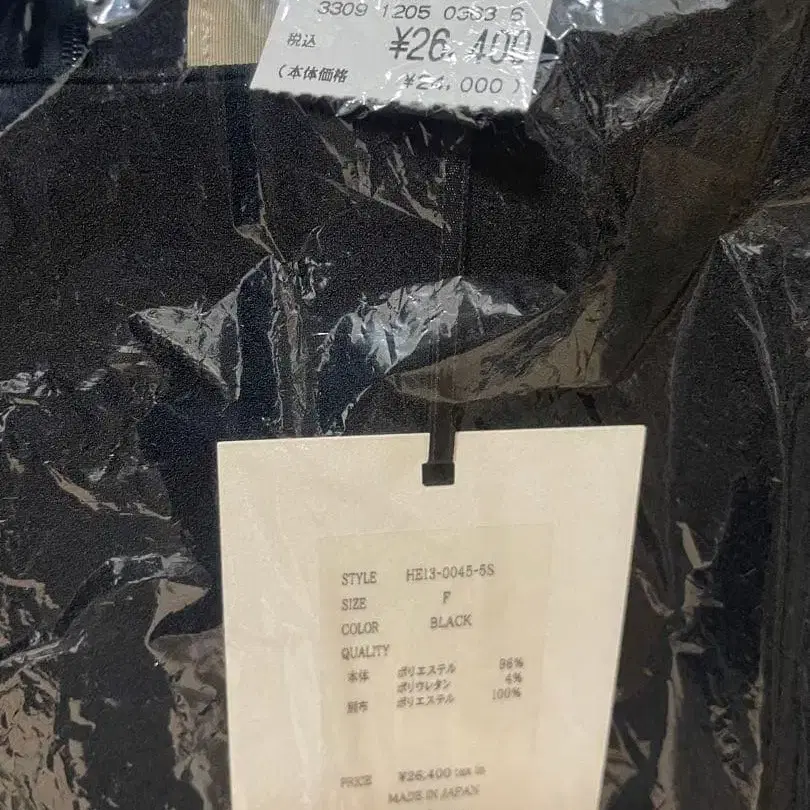 3309 1205 0363 5
税込 ¥26,400
(本体価格 ¥24,000)
STYLE HE13-0045-5S
SIZE F
COLOR BLACK
QUALITY
本体 ポリエステル 96%
ポリウレタン 4%
別布 ポリエステル 100%
PRICE ¥26,400 tax in
MADE IN JAPAN